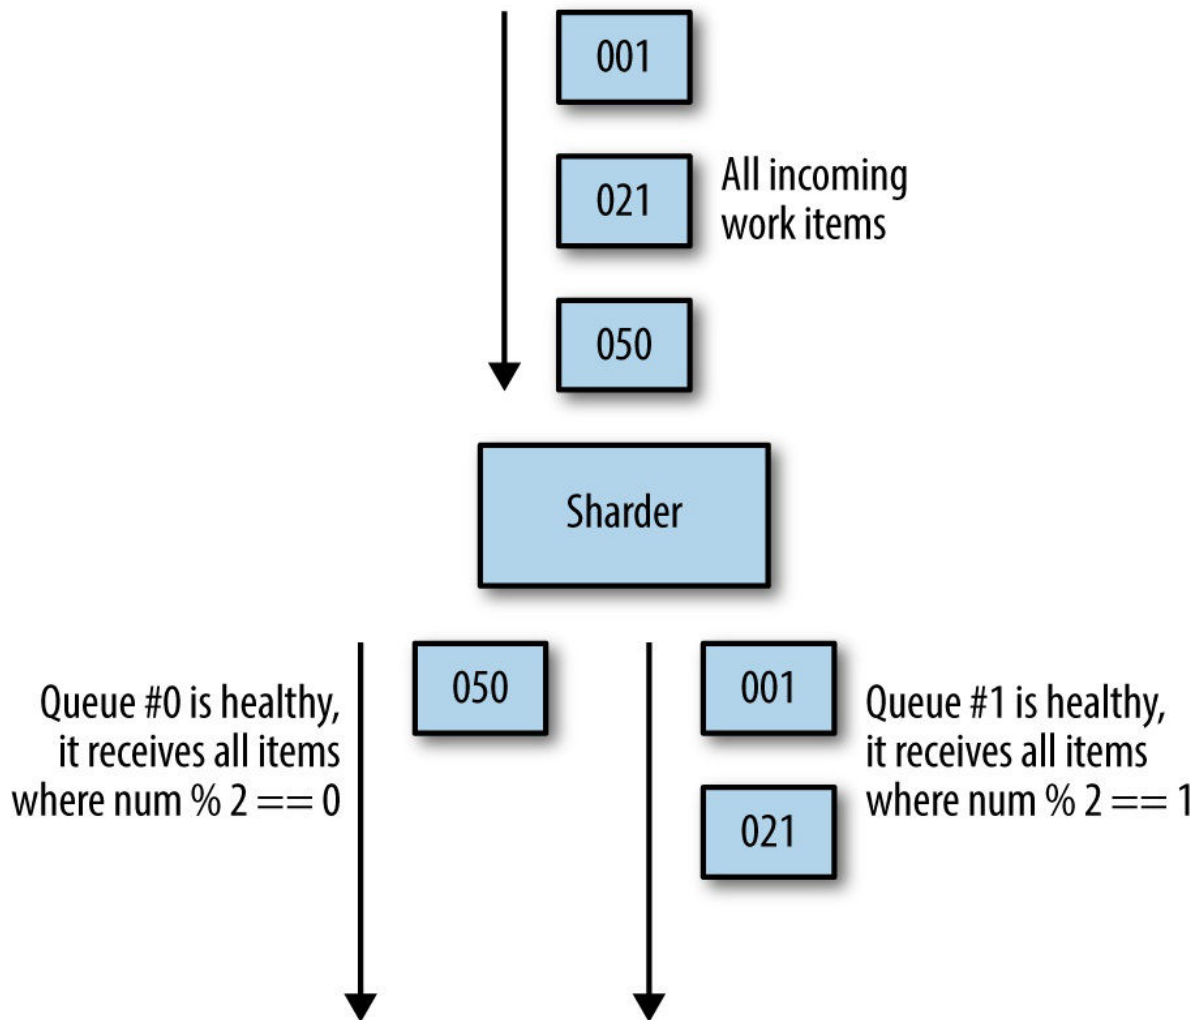 001
021
All incoming
work items
050
Sharder
Queue #0 is healthy,
it receives all items
where num % 2 == 0
050
001
021
Queue #1 is healthy,
it receives all items
where num % 2 == 1